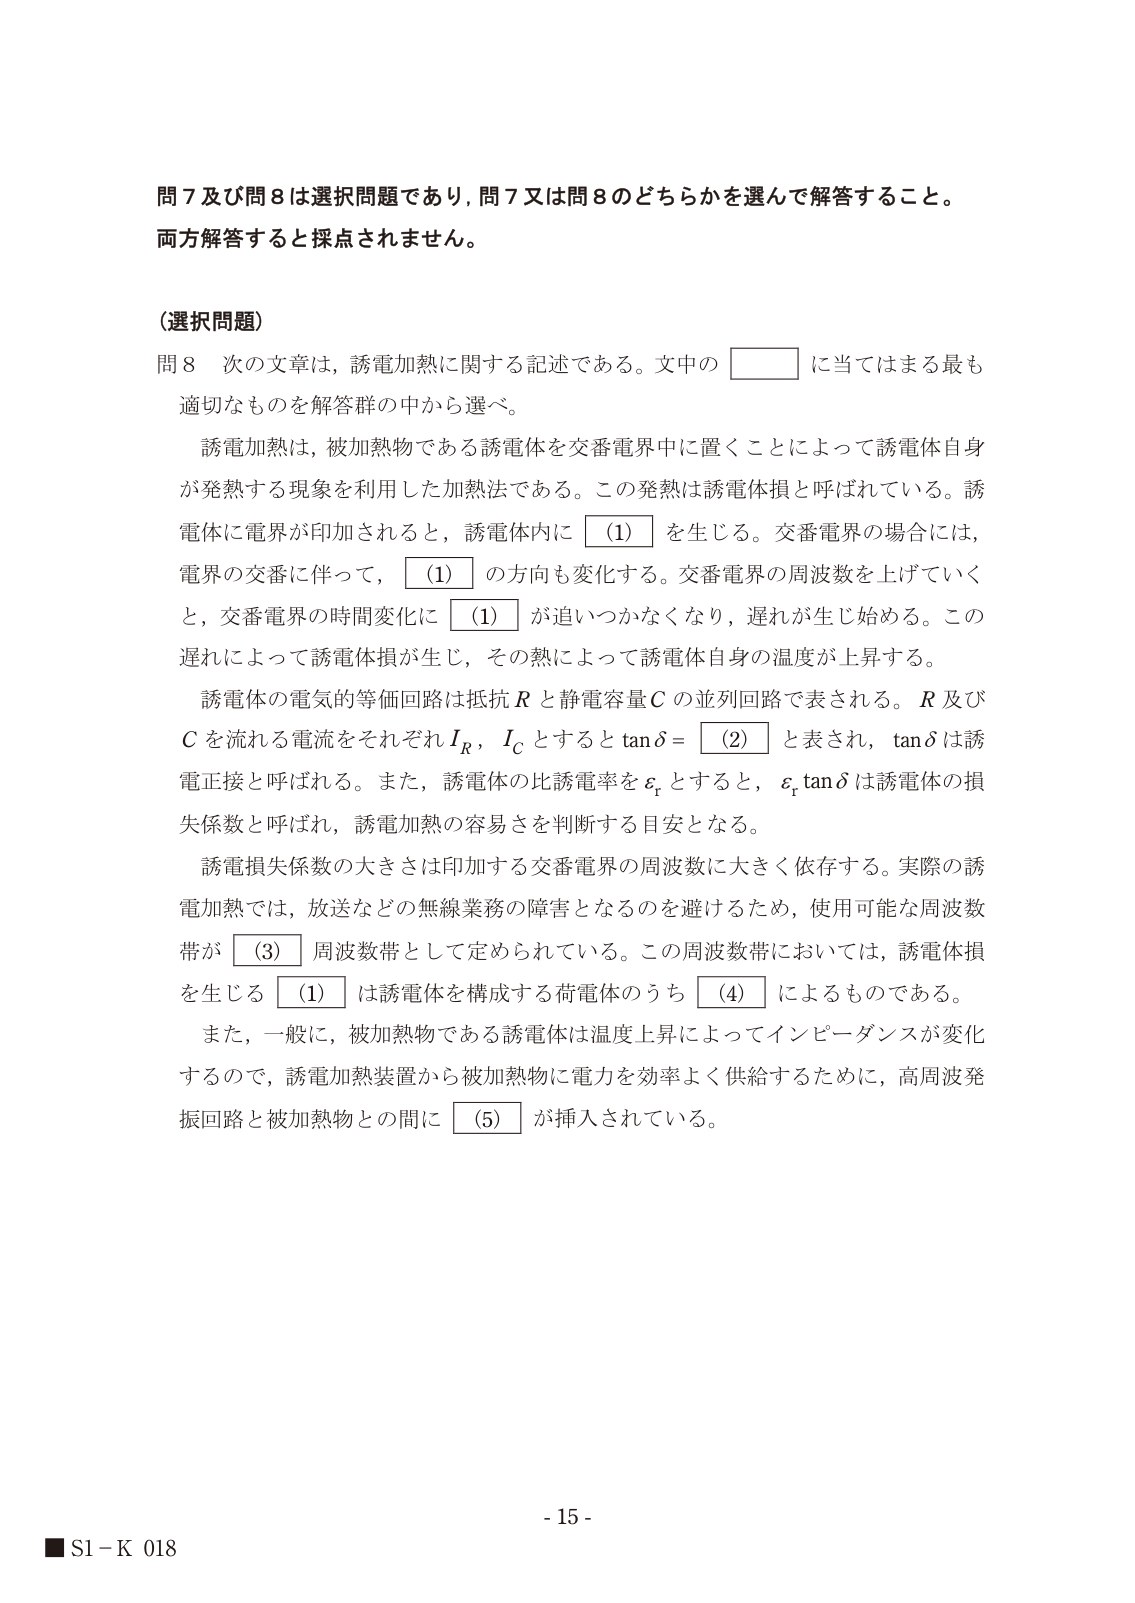 問７及び問８は選択問題であり，問７又は問８のどちらかを選んで解答すること。
両方解答すると採点されません。
（選択問題）
問８　次の文章は，誘電加熱に関する記述である。文中の　　　に当てはまる最も
適切なものを解答群の中から選べ。
誘電加熱は，被加熱物である誘電体を交番電界中に置くことによって誘電体自身
が発熱する現象を利用した加熱法である。この発熱は誘電体損と呼ばれている。誘
電体に電界が印加されると，誘電体内に (1) を生じる。交番電界の場合には，
電界の交番に伴って， (1) の方向も変化する。交番電界の周波数を上げていく
と，交番電界の時間変化に (1) が追いつかなくなり，遅れが生じ始める。この
遅れによって誘電体損が生じ，その熱によって誘電体自身の温度が上昇する。
誘電体の電気的等価回路は抵抗 R と静電容量 C の並列回路で表される。 R 及び
C を流れる電流をそれぞれ I_R， I_C とすると tan δ = (2) と表され， tan δ は誘
電正接と呼ばれる。また，誘電体の比誘電率を ε_r とすると， ε_r tan δ は誘電体の損
失係数と呼ばれ，誘電加熱の容易さを判断する目安となる。
誘電損失係数の大きさは印加する交番電界の周波数に大きく依存する。実際の誘
電加熱では，放送などの無線業務の障害となるのを避けるため，使用可能な周波数
帯が (3) 周波数帯として定められている。この周波数帯においては，誘電体損
を生じる (1) は誘電体を構成する荷電体のうち (4) によるものである。
また，一般に，被加熱物である誘電体は温度上昇によってインピーダンスが変化
するので，誘電加熱装置から被加熱物に電力を効率よく供給するために，高周波発
振回路と被加熱物との間に (5) が挿入されている。
- 15 -
■ S1－K 018